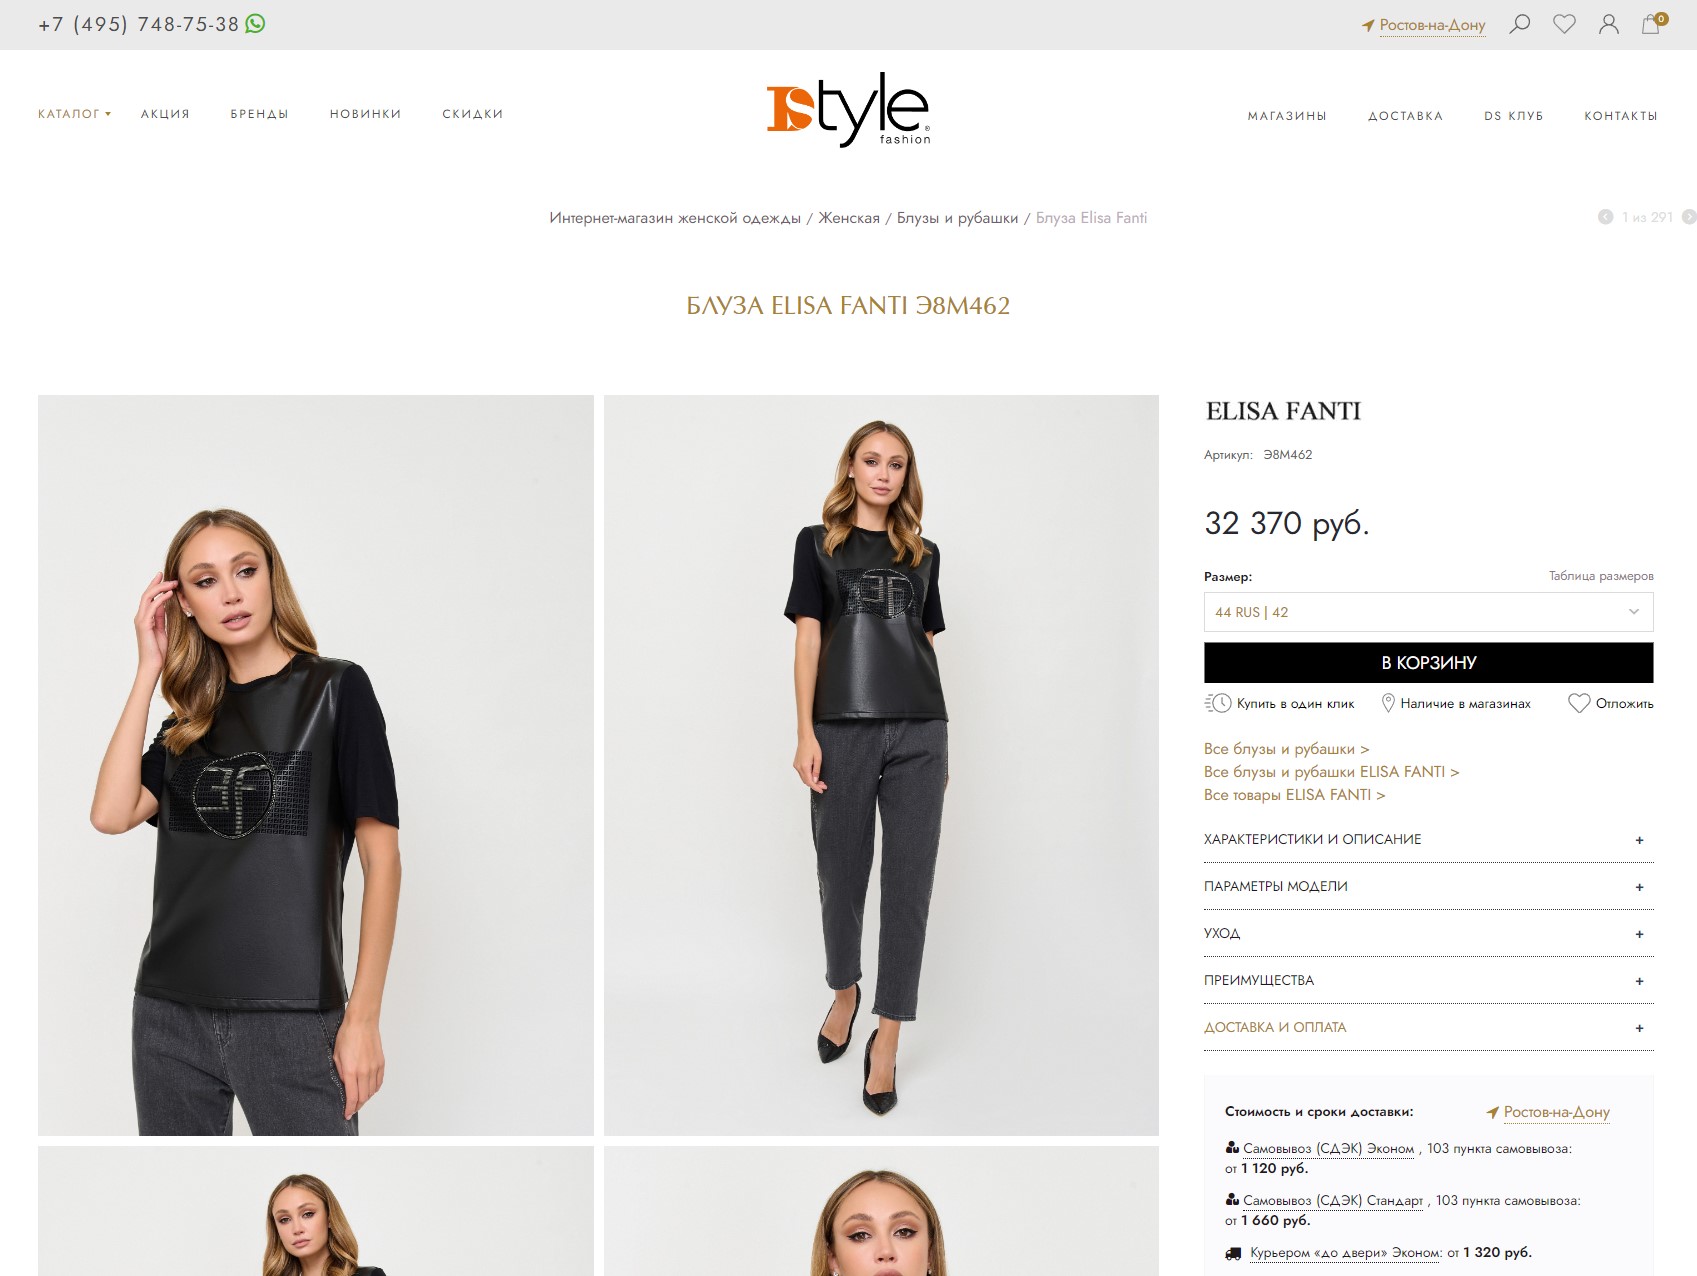 +7 (495) 748-75-38
Ростов-на-Дону
0
КАТАЛОГ
АКЦИЯ
БРЕНДЫ
НОВИНКИ
СКИДКИ
DStyle®
fashion
МАГАЗИНЫ
ДОСТАВКА
DS КЛУБ
КОНТАКТЫ
Интернет-магазин женской одежды / Женская / Блузы и рубашки / Блуза Elisa Fanti
1 из 291
БЛУЗА ELISA FANTI Э8М462
ELISA FANTI
Артикул: Э8М462
32 370 руб.
Размер:
Таблица размеров
44 RUS | 42
В КОРЗИНУ
Купить в один клик
Наличие в магазинах
Отложить
Все блузы и рубашки >
Все блузы и рубашки ELISA FANTI >
Все товары ELISA FANTI >
ХАРАКТЕРИСТИКИ И ОПИСАНИЕ +
ПАРАМЕТРЫ МОДЕЛИ +
УХОД +
ПРЕИМУЩЕСТВА +
ДОСТАВКА И ОПЛАТА +
Стоимость и сроки доставки:
Ростов-на-Дону
Самовывоз (СДЭК) Эконом , 103 пункта самовывоза:
от 1 120 руб.
Самовывоз (СДЭК) Стандарт , 103 пункта самовывоза:
от 1 660 руб.
Курьером «до двери» Эконом: от 1 320 руб.